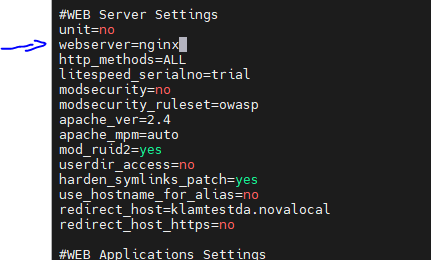 #WEB Server Settings
unit=no
webserver=nginx
http_methods=ALL
litespeed_serialno=trial
modsecurity=no
modsecurity_ruleset=owasp
apache_ver=2.4
apache_mpm=auto
mod_ruid2=yes
userdir_access=no
harden_symlinks_patch=yes
use_hostname_for_alias=no
redirect_host=klamtestda.novalocal
redirect_host_https=no
#WEB Applications Settings